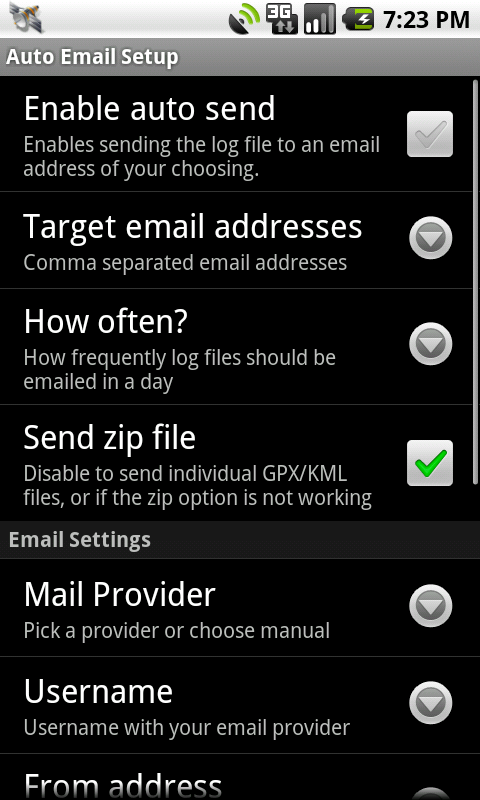 3G
7:23 PM
Auto Email Setup
Enable auto send
Enables sending the log file to an email
address of your choosing.
Target email addresses
Comma separated email addresses
How often?
How frequently log files should be
emailed in a day
Send zip file
Disable to send individual GPX/KML
files, or if the zip option is not working
Email Settings
Mail Provider
Pick a provider or choose manual
Username
Username with your email provider
From address